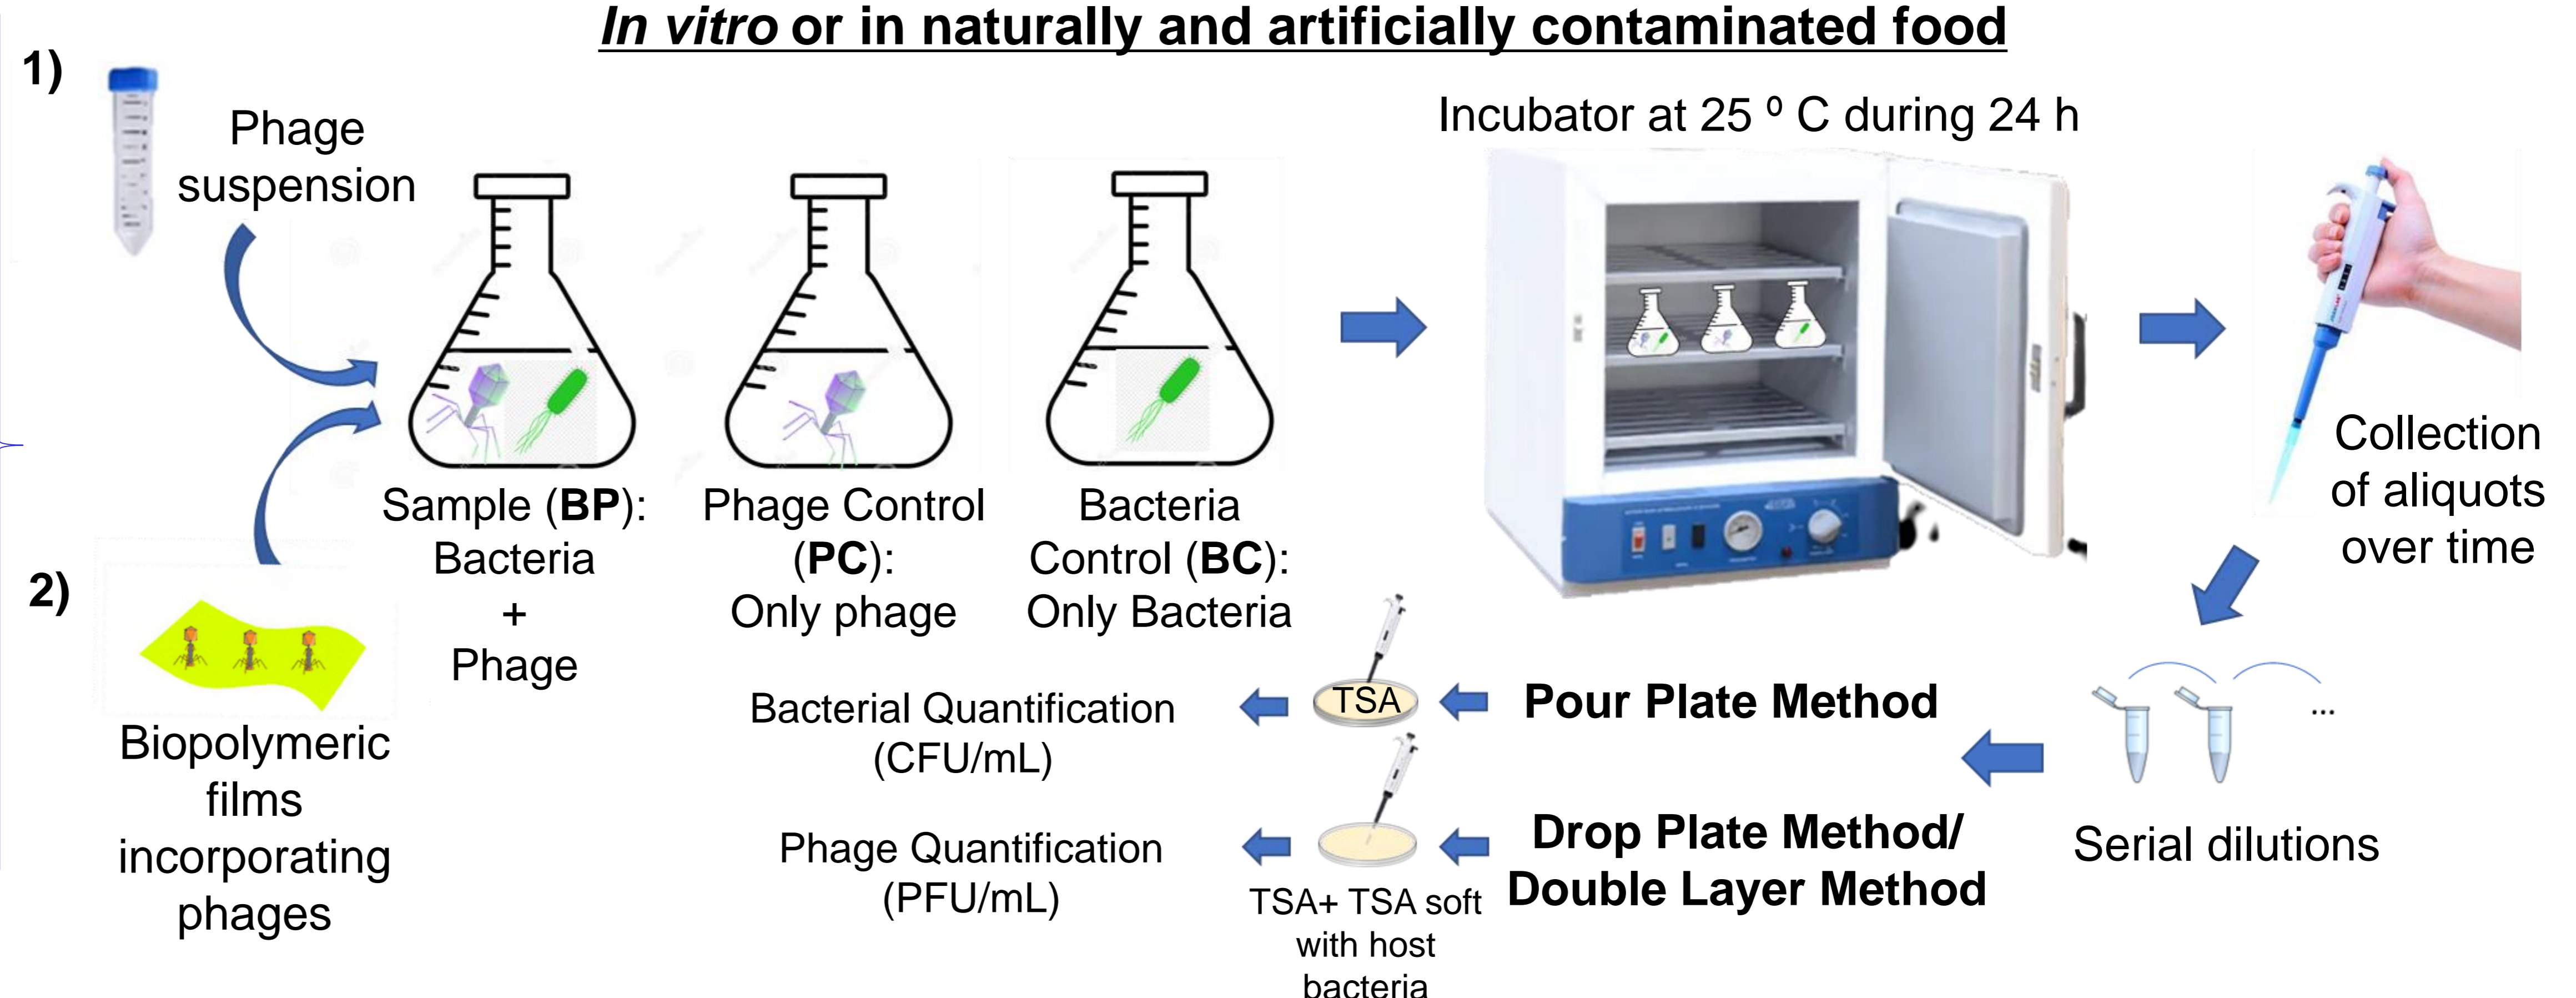 In vitro or in naturally and artificially contaminated food
1)
Phage
suspension
2)
Biopolymeric
films
incorporating
phages
Sample (BP):
Bacteria
+
Phage
Phage Control
(PC):
Only phage
Bacteria
Control (BC):
Only Bacteria
Incubator at 25 º C during 24 h
Collection
of aliquots
over time
Serial dilutions
...
Pour Plate Method
TSA
Bacterial Quantification
(CFU/mL)
Drop Plate Method/
Double Layer Method
TSA+ TSA soft
with host
bacteria
Phage Quantification
(PFU/mL)